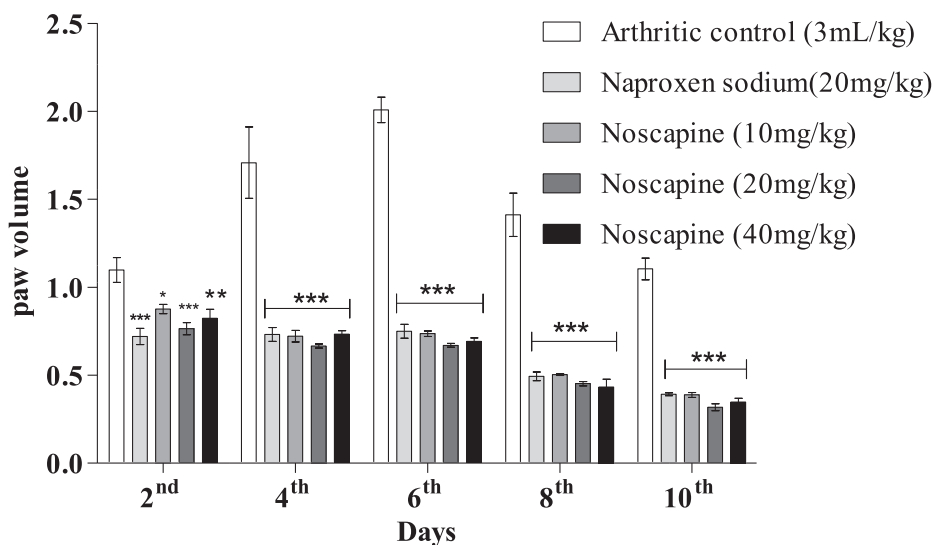 2.5
2.0
1.5
1.0
0.5
0.0
paw volume
Arthritic control (3mL/kg)
Naproxen sodium(20mg/kg)
Noscapine (10mg/kg)
Noscapine (20mg/kg)
Noscapine (40mg/kg)
*** * *** **
***
***
***
***
2nd 4th 6th 8th 10th
Days